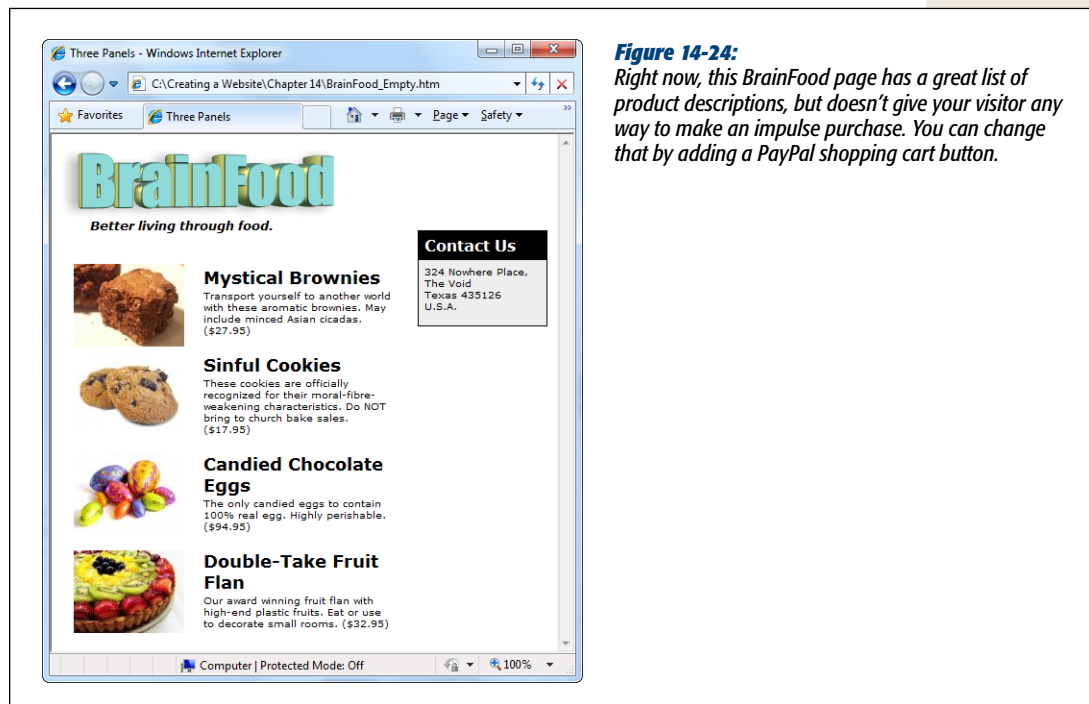 Three Panels - Windows Internet Explorer
C:\Creating a Website\Chapter 14\BrainFood_Empty.htm
Favorites
Three Panels
Page
Safety
»
BrainFood
Better living through food.
Contact Us
324 Nowhere Place,
The Void
Texas 435126
U.S.A.
Mystical Brownies
Transport yourself to another world
with these aromatic brownies. May
include minced Asian cicadas.
($27.95)
Sinful Cookies
These cookies are officially
recognized for their moral-fibre-
weakening characteristics. Do NOT
bring to church bake sales.
($17.95)
Candied Chocolate
Eggs
The only candied eggs to contain
100% real egg. Highly perishable.
($94.95)
Double-Take Fruit
Flan
Our award winning fruit flan with
high-end plastic fruits. Eat or use
to decorate small rooms. ($32.95)
Computer | Protected Mode: Off
100%
Figure 14-24:
Right now, this BrainFood page has a great list of
product descriptions, but doesn't give your visitor any
way to make an impulse purchase. You can change
that by adding a PayPal shopping cart button.